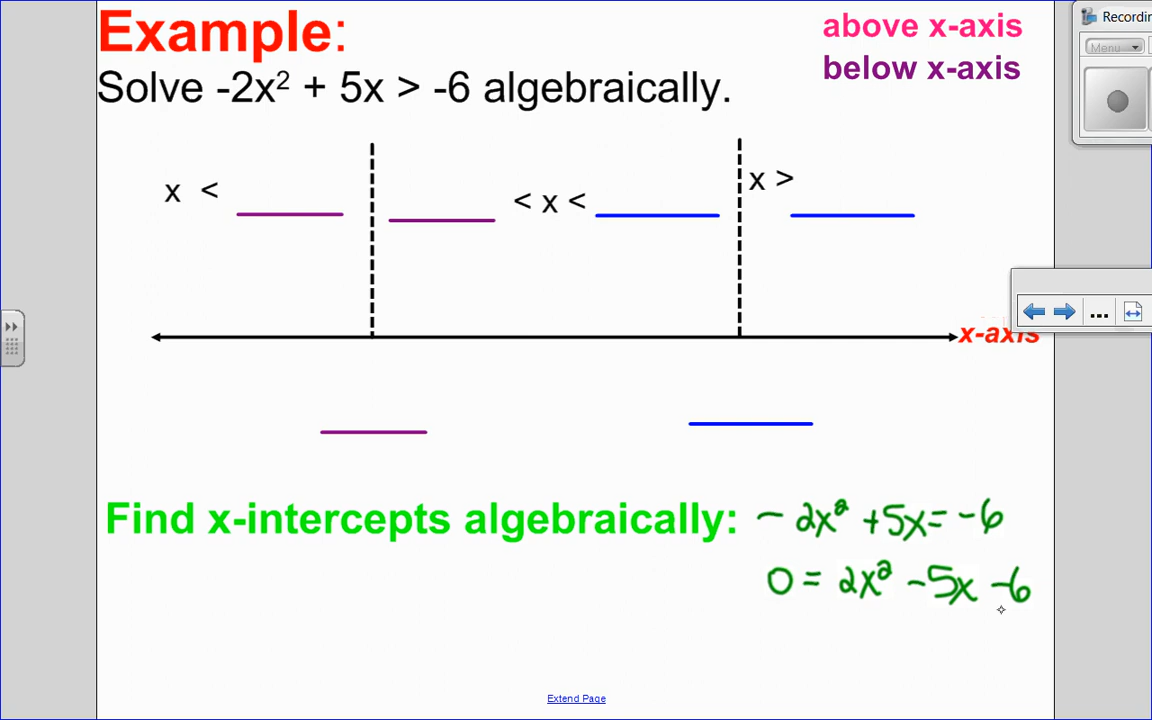 Example:
above x-axis
below x-axis
Solve -2x² + 5x > -6 algebraically.
Recordin
Menu
x <
< x <
x >
...
x-axis
Find x-intercepts algebraically: - 2x² + 5x = -6
0 = 2x² - 5x - 6
Extend Page